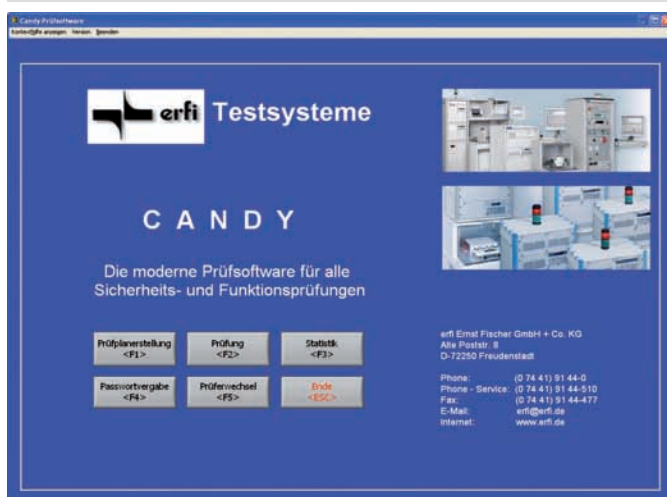 Candy Prüfsoftware
Kontexthilfe anzeigen Version Beenden
erfi Testsysteme
CANDY
Die moderne Prüfsoftware für alle
Sicherheits- und Funktionsprüfungen
Prüfplanerstellung
<F1>
Prüfung
<F2>
Statistik
<F3>
Passwortvergabe
<F4>
Prüferwechsel
<F5>
Ende
<ESC>
erfi Ernst Fischer GmbH + Co. KG
Alte Poststr. 8
D-72250 Freudenstadt
Phone: (0 74 41) 91 44-0
Phone - Service: (0 74 41) 91 44-510
Fax: (0 74 41) 91 44-477
E-Mail: erfi@erfi.de
Internet: www.erfi.de